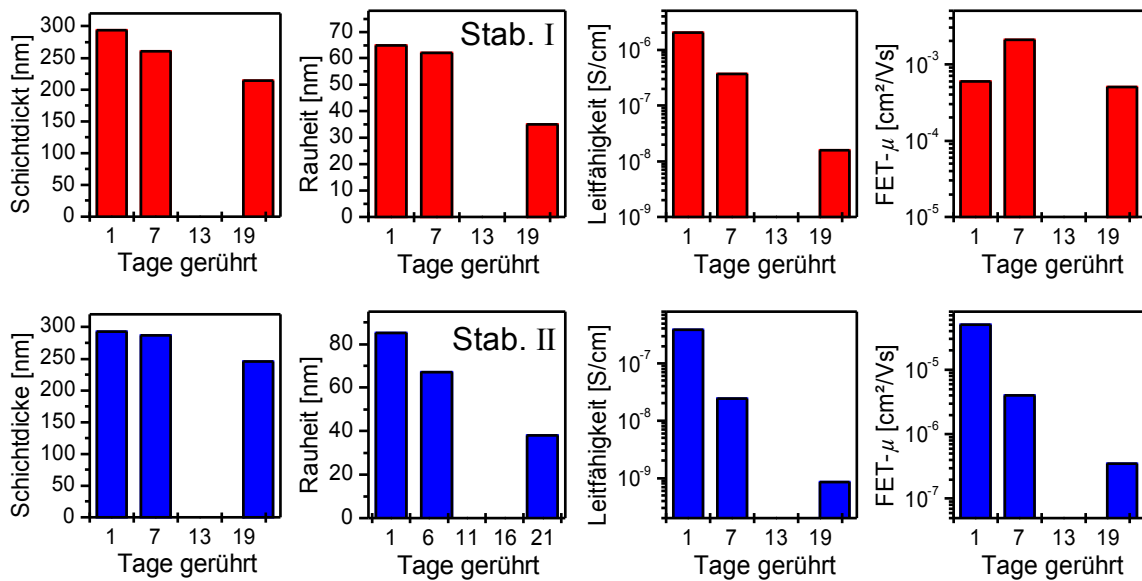 Schichtdickt [nm]
300
250
200
150
100
50
0
1 7 13 19
Tage gerührt
Rauheit [nm]
Stab. I
60
50
40
30
20
10
0
1 7 13 19
Tage gerührt
Leitfähigkeit [S/cm]
10⁻⁶
10⁻⁷
10⁻⁸
10⁻⁹
1 7 13 19
Tage gerührt
FET-μ [cm²/Vs]
10⁻³
10⁻⁴
10⁻⁵
1 7 13 19
Tage gerührt
Schichtdicke [nm]
300
250
200
150
100
50
0
1 7 13 19
Tage gerührt
Rauheit [nm]
Stab. II
80
60
40
20
0
1 6 11 16 21
Tage gerührt
Leitfähigkeit [S/cm]
10⁻⁷
10⁻⁸
10⁻⁹
1 7 13 19
Tage gerührt
FET-μ [cm²/Vs]
10⁻⁵
10⁻⁶
10⁻⁷
1 7 13 19
Tage gerührt